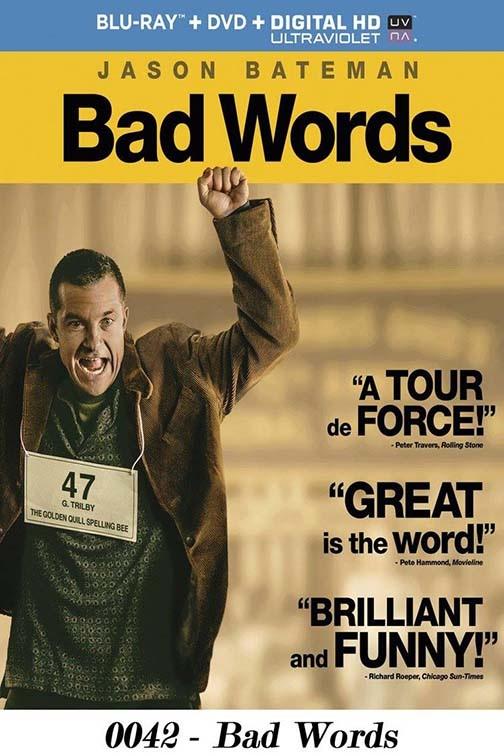 BLU-RAY™ + DVD + DIGITAL HD UV
ULTRAVIOLET
JASON BATEMAN
Bad Words
“A TOUR
de FORCE!”
- Peter Travers, Rolling Stone
47
G. TRILBY
THE GOLDEN QUILL SPELLING BEE
“GREAT
is the word!”
- Pete Hammond, Movieline
“BRILLIANT
and FUNNY!”
- Richard Roeper, Chicago Sun-Times
0042 - Bad Words